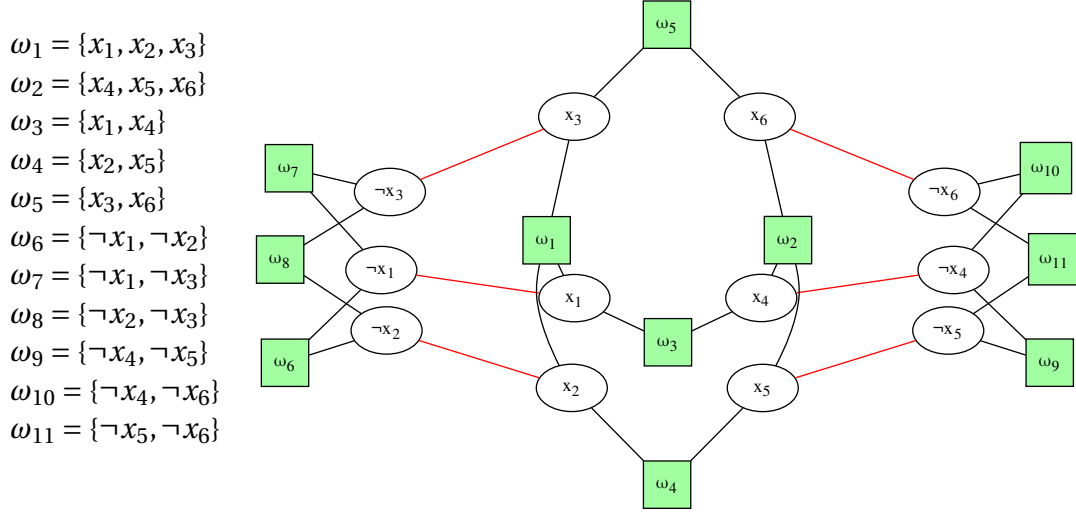 ω₁ = {x₁, x₂, x₃}
ω₂ = {x₄, x₅, x₆}
ω₃ = {x₁, x₄}
ω₄ = {x₂, x₅}
ω₅ = {x₃, x₆}
ω₆ = {¬x₁, ¬x₂}
ω₇ = {¬x₁, ¬x₃}
ω₈ = {¬x₂, ¬x₃}
ω₉ = {¬x₄, ¬x₅}
ω₁₀ = {¬x₄, ¬x₆}
ω₁₁ = {¬x₅, ¬x₆}
ω₅
x₃
x₆
ω₇
ω₁₀
¬x₃
¬x₆
ω₁
ω₂
ω₈
ω₁₁
¬x₁
¬x₄
x₁
x₄
¬x₂
¬x₅
ω₃
ω₆
ω₉
x₂
x₅
ω₄